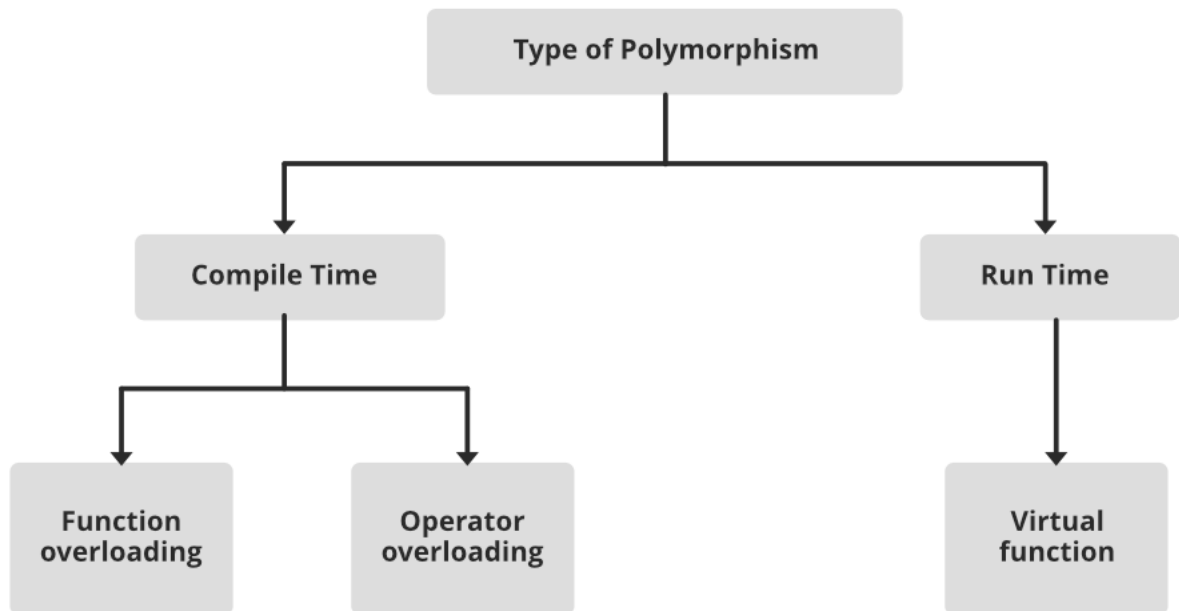 Type of Polymorphism
Compile Time
Run Time
Function
overloading
Operator
overloading
Virtual
function